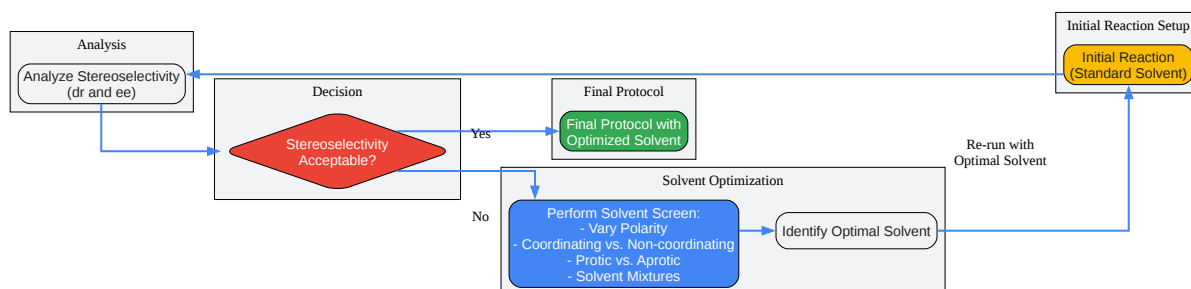 Initial Reaction Setup
Initial Reaction
(Standard Solvent)
Analysis
Analyze Stereoselectivity
(dr and ee)
Decision
Stereoselectivity
Acceptable?
Yes
No
Final Protocol
Final Protocol with
Optimized Solvent
Solvent Optimization
Perform Solvent Screen:
- Vary Polarity
- Coordinating vs. Non-coordinating
- Protic vs. Aprotic
- Solvent Mixtures
Identify Optimal Solvent
Re-run with
Optimal Solvent